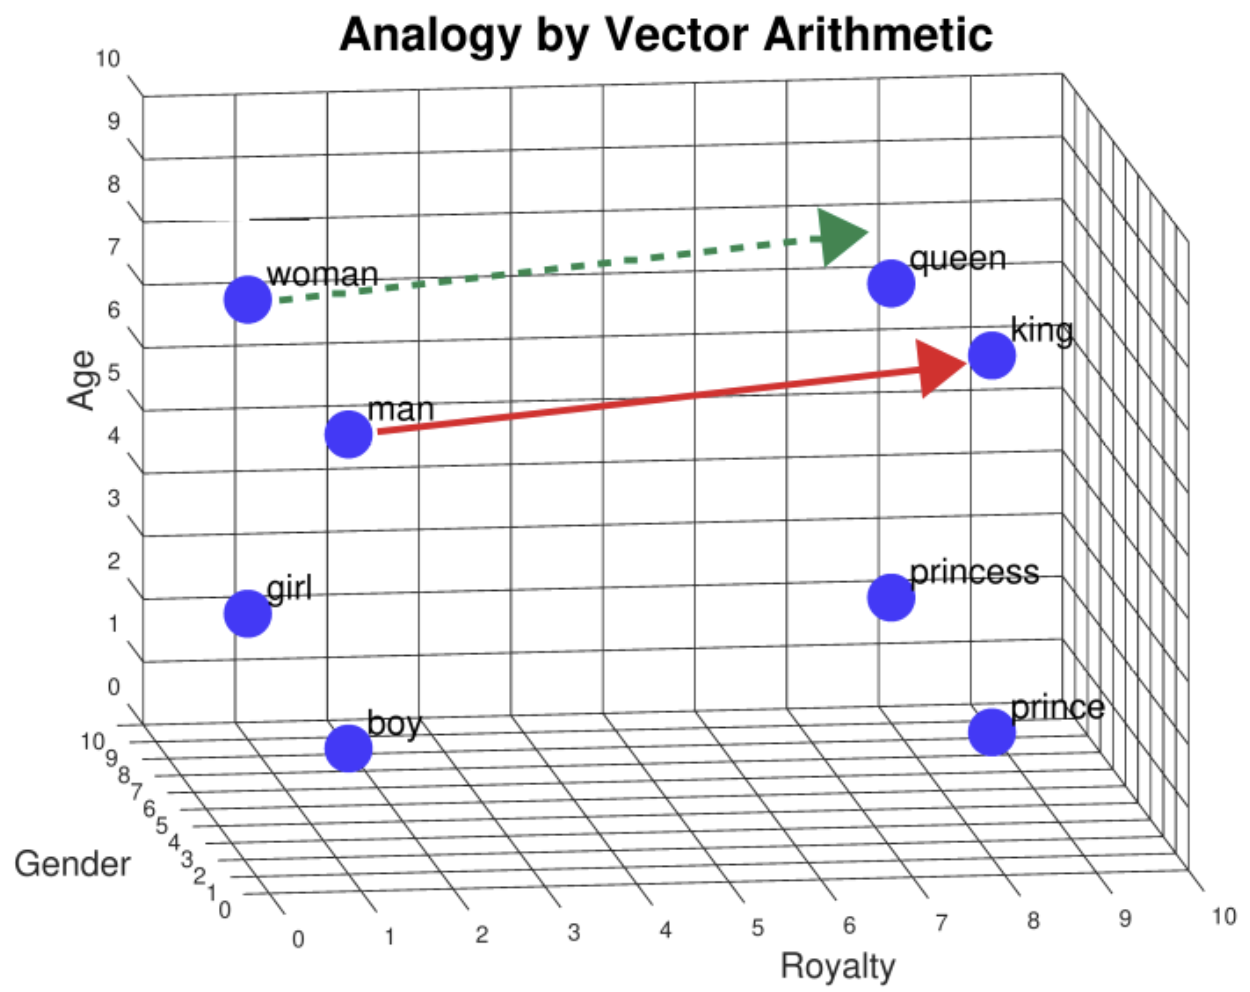 Analogy by Vector Arithmetic
10
9
8
7
6
5
4
3
2
1
0
Age
woman
queen
king
man
girl
princess
boy
prince
10
9
8
7
6
5
4
3
2
1
0
Gender
0
1
2
3
4
5
6
7
8
9
10
Royalty